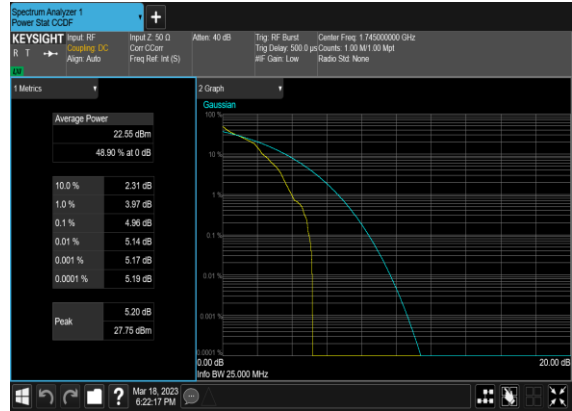 Spectrum Analyzer 1
Power Stat CCDF
KEYSIGHT
R T
Input: RF
Coupling: DC
Align: Auto
Input Z: 50 Ω
Corr CCorr
Freq Ref: Int (S)
Atten: 40 dB
Trig: RF Burst
Trig Delay: 500.0 µs
#IF Gain: Low
Center Freq: 1.745000000 GHz
Counts: 1.00 M/1.00 Mpt
Radio Std: None
1 Metrics
Average Power
22.55 dBm
48.90 % at 0 dB
10.0 % 2.31 dB
1.0 % 3.97 dB
0.1 % 4.96 dB
0.01 % 5.14 dB
0.001 % 5.17 dB
0.0001 % 5.19 dB
Peak
5.20 dB
27.75 dBm
2 Graph
Gaussian
100 %
10 %
1 %
0.1 %
0.01 %
0.001 %
0.0001 %
0.00 dB
20.00 dB
Info BW 25.000 MHz
Mar 18, 2023
6:22:17 PM